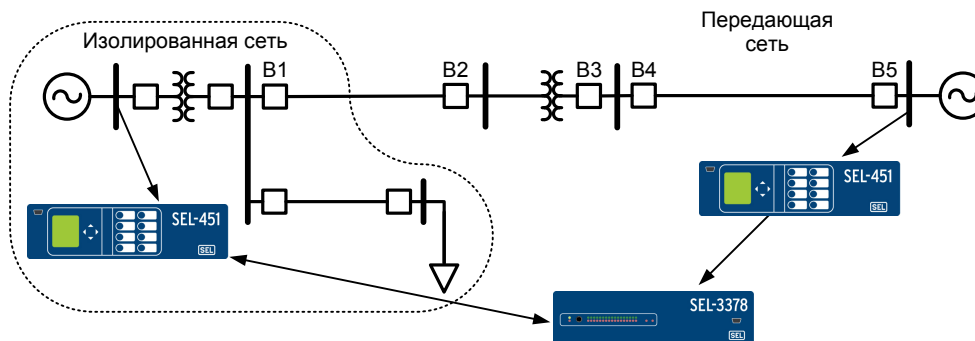 Изолированная сеть
Передающая
сеть
B1
B2
B3
B4
B5
SEL-451
SEL
SEL-451
SEL
SEL-3378
SEL